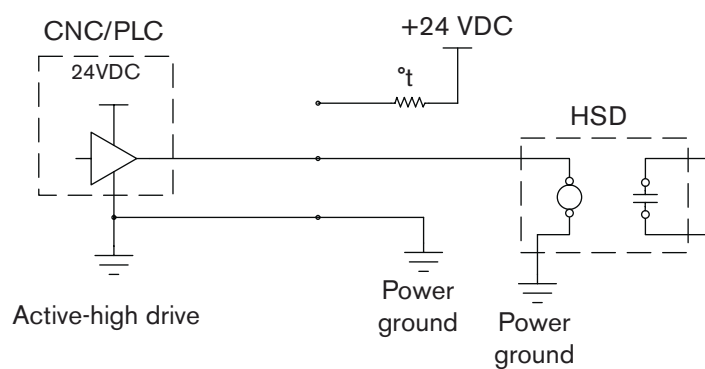 CNC/PLC
24VDC
+24 VDC
°t
HSD
Active-high drive
Power
ground
Power
ground